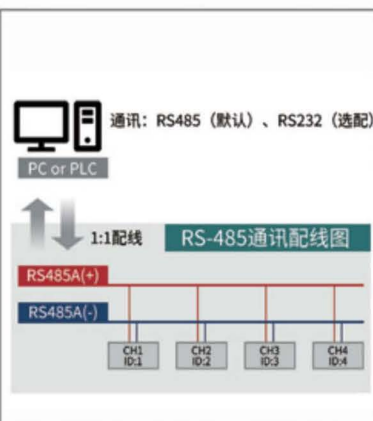 通讯：RS485（默认）、RS232（选配）
PC or PLC
1:1配线
RS-485通讯配线图
RS485A(+)
RS485A(-)
CH1 CH2 CH3 CH4
ID:1 ID:2 ID:3 ID:4